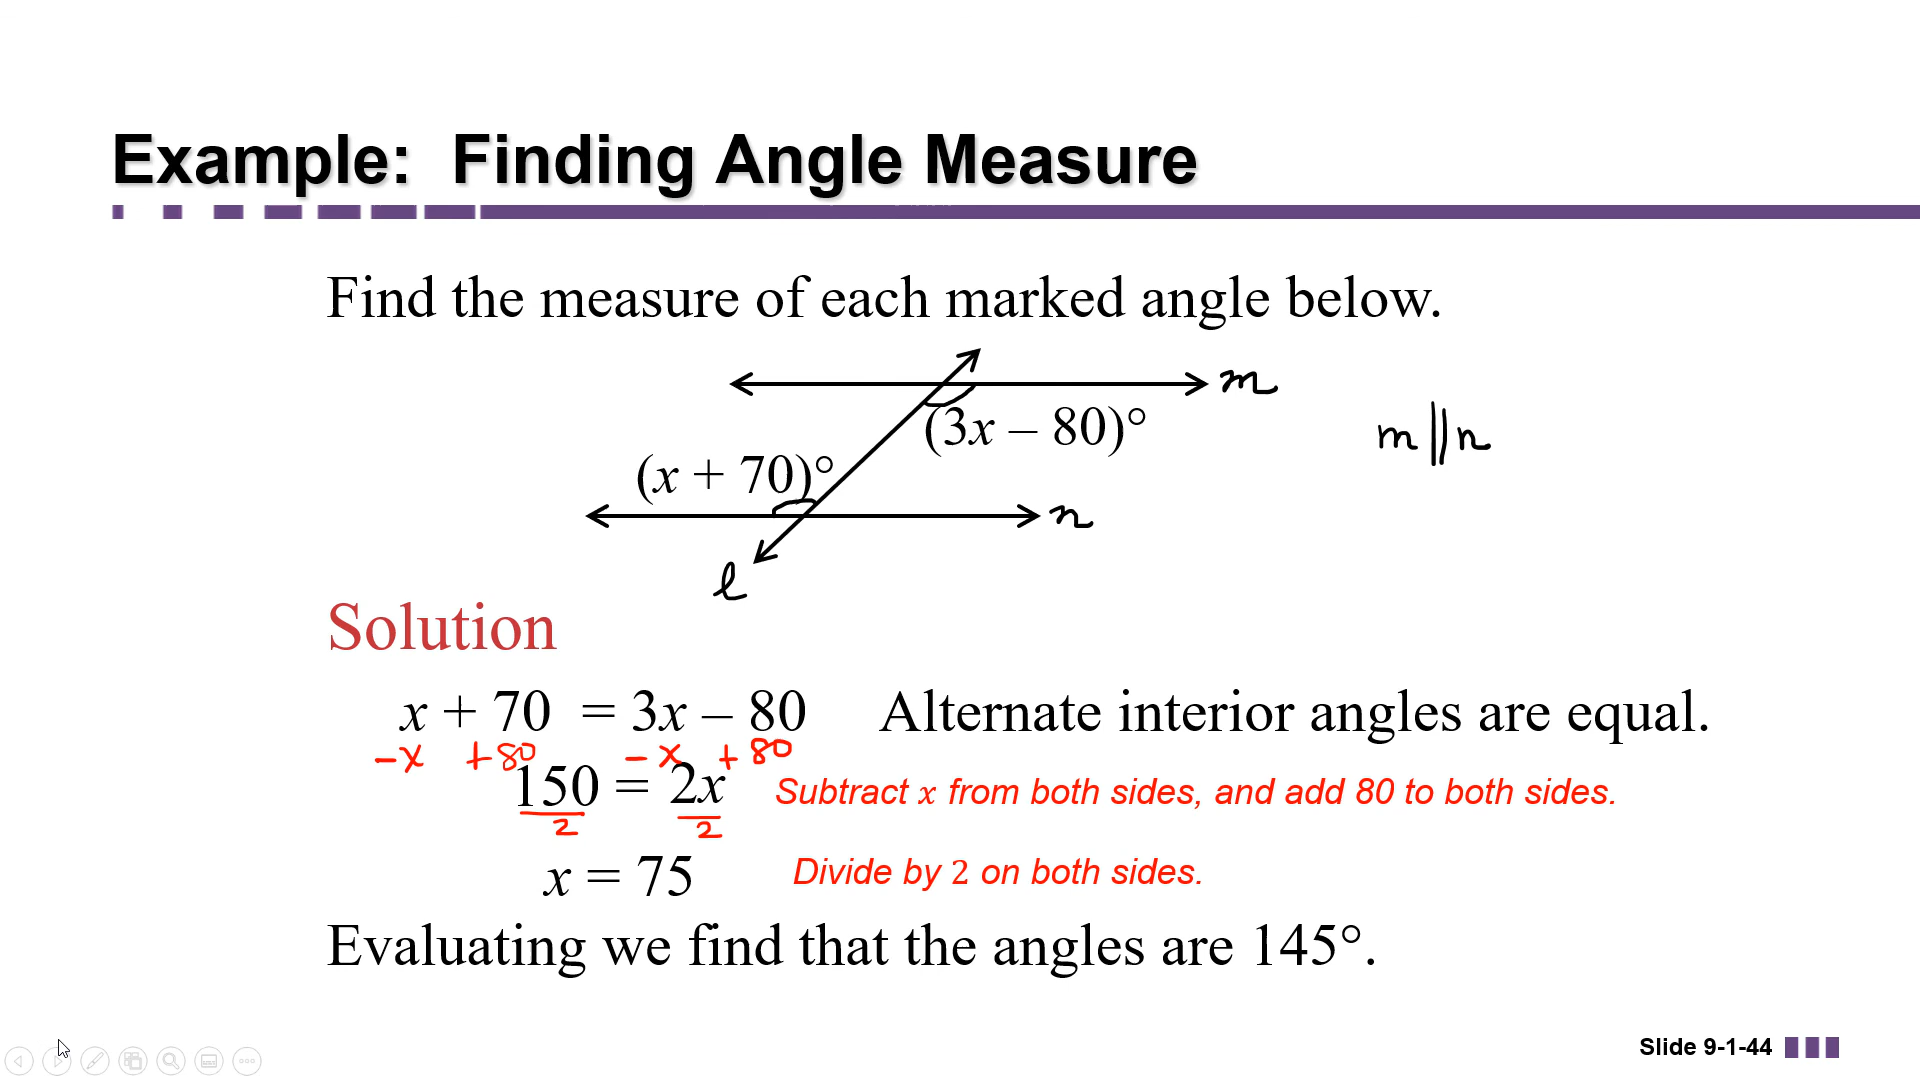 Example: Finding Angle Measure
Find the measure of each marked angle below.
m
(3x – 80)°
m || n
(x + 70)°
n
l
Solution
x + 70 = 3x – 80 Alternate interior angles are equal.
-x +80 -x +80
150 = 2x Subtract x from both sides, and add 80 to both sides.
2 2
x = 75 Divide by 2 on both sides.
Evaluating we find that the angles are 145°.
Slide 9-1-44